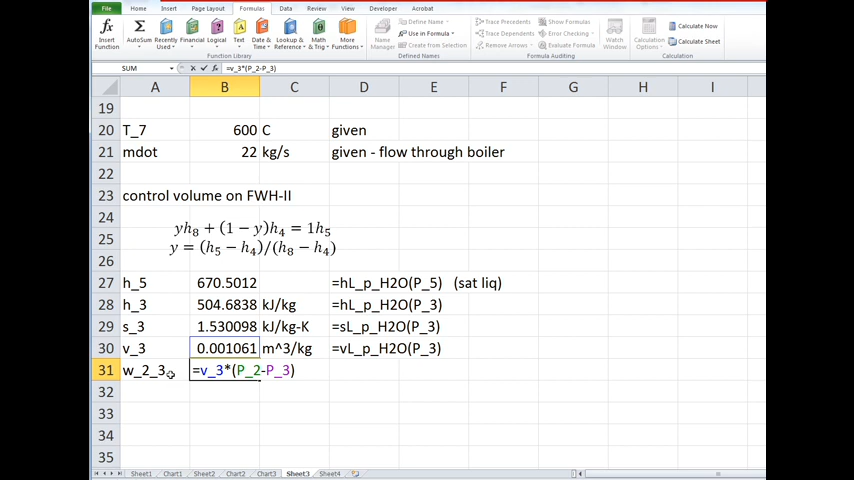 File Home Insert Page Layout Formulas Data Review View Developer Acrobat
Insert Function AutoSum Recently Used Financial Logical Text Date & Time Lookup & Reference Math & Trig More Functions Name Manager Define Name Use in Formula Create from Selection Trace Precedents Trace Dependents Remove Arrows Show Formulas Error Checking Evaluate Formula Watch Window Calculation Options Calculate Now Calculate Sheet
Function Library Defined Names Formula Auditing Calculation
SUM fx =v_3*(P_2-P_3)
A B C D E F G H I
19
20 T_7 600 C given
21 mdot 22 kg/s given - flow through boiler
22
23 control volume on FWH-II
24 yh₈ + (1 − y)h₄ = 1h₅
25 y = (h₅ − h₄)/(h₈ − h₄)
26
27 h_5 670.5012 =hL_p_H2O(P_5) (sat liq)
28 h_3 504.6838 kJ/kg =hL_p_H2O(P_3)
29 s_3 1.530098 kJ/kg-K =sL_p_H2O(P_3)
30 v_3 0.001061 m^3/kg =vL_p_H2O(P_3)
31 w_2_3 =v_3*(P_2-P_3)
32
33
34
35
Sheet1 Chart1 Sheet2 Chart2 Chart3 Sheet3 Sheet4